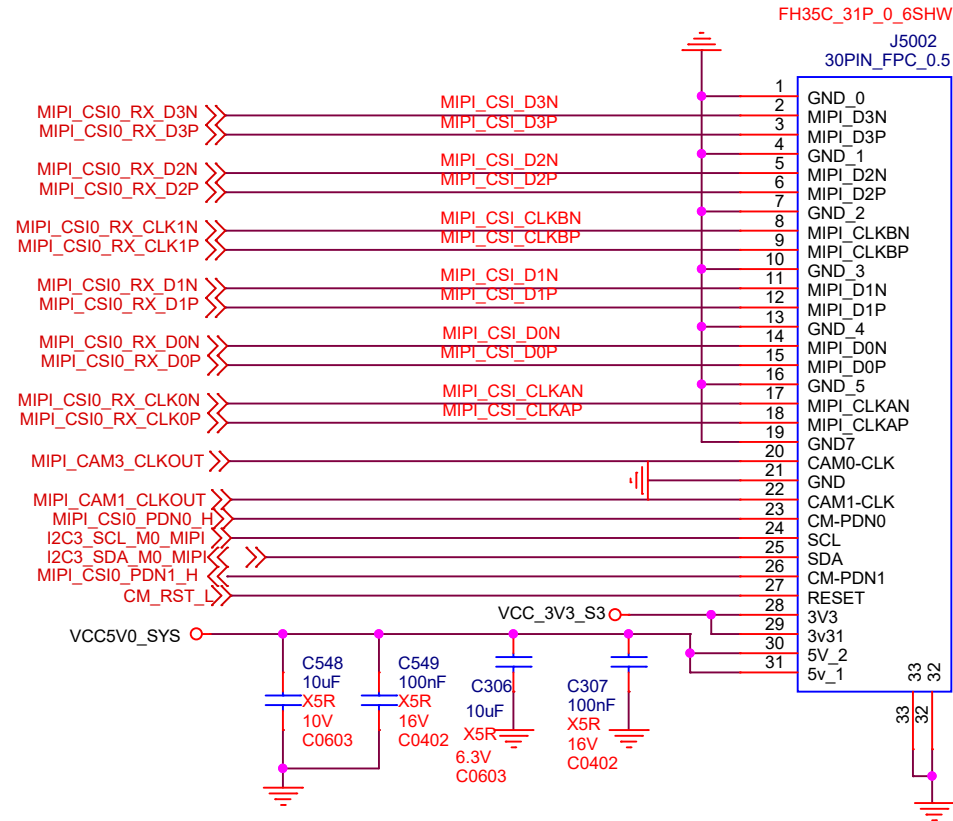 FH35C_31P_0_6SHW
J5002
30PIN_FPC_0.5
MIPI_CSI0_RX_D3N
MIPI_CSI0_RX_D3P
MIPI_CSI0_RX_D2N
MIPI_CSI0_RX_D2P
MIPI_CSI0_RX_CLK1N
MIPI_CSI0_RX_CLK1P
MIPI_CSI0_RX_D1N
MIPI_CSI0_RX_D1P
MIPI_CSI0_RX_D0N
MIPI_CSI0_RX_D0P
MIPI_CSI0_RX_CLK0N
MIPI_CSI0_RX_CLK0P
MIPI_CAM3_CLKOUT
MIPI_CAM1_CLKOUT
MIPI_CSI0_PDN0_H
I2C3_SCL_M0_MIPI
I2C3_SDA_M0_MIPI
MIPI_CSI0_PDN1_H
CM_RST_L
MIPI_CSI_D3N
MIPI_CSI_D3P
MIPI_CSI_D2N
MIPI_CSI_D2P
MIPI_CSI_CLKBN
MIPI_CSI_CLKBP
MIPI_CSI_D1N
MIPI_CSI_D1P
MIPI_CSI_D0N
MIPI_CSI_D0P
MIPI_CSI_CLKAN
MIPI_CSI_CLKAP
1 GND_0
2 MIPI_D3N
3 MIPI_D3P
4 GND_1
5 MIPI_D2N
6 MIPI_D2P
7 GND_2
8 MIPI_CLKBN
9 MIPI_CLKBP
10 GND_3
11 MIPI_D1N
12 MIPI_D1P
13 GND_4
14 MIPI_D0N
15 MIPI_D0P
16 GND_5
17 MIPI_CLKAN
18 MIPI_CLKAP
19 GND7
20 CAM0-CLK
21 GND
22 CAM1-CLK
23 CM-PDN0
24 SCL
25 SDA
26 CM-PDN1
27 RESET
28 3V3
29 3v31
30 5V_2
31 5v_1
33 32
33 32
VCC_3V3_S3
VCC5V0_SYS
C548
10uF
X5R
10V
C0603
C549
100nF
X5R
16V
C0402
C306
10uF
X5R
6.3V
C0603
C307
100nF
X5R
16V
C0402